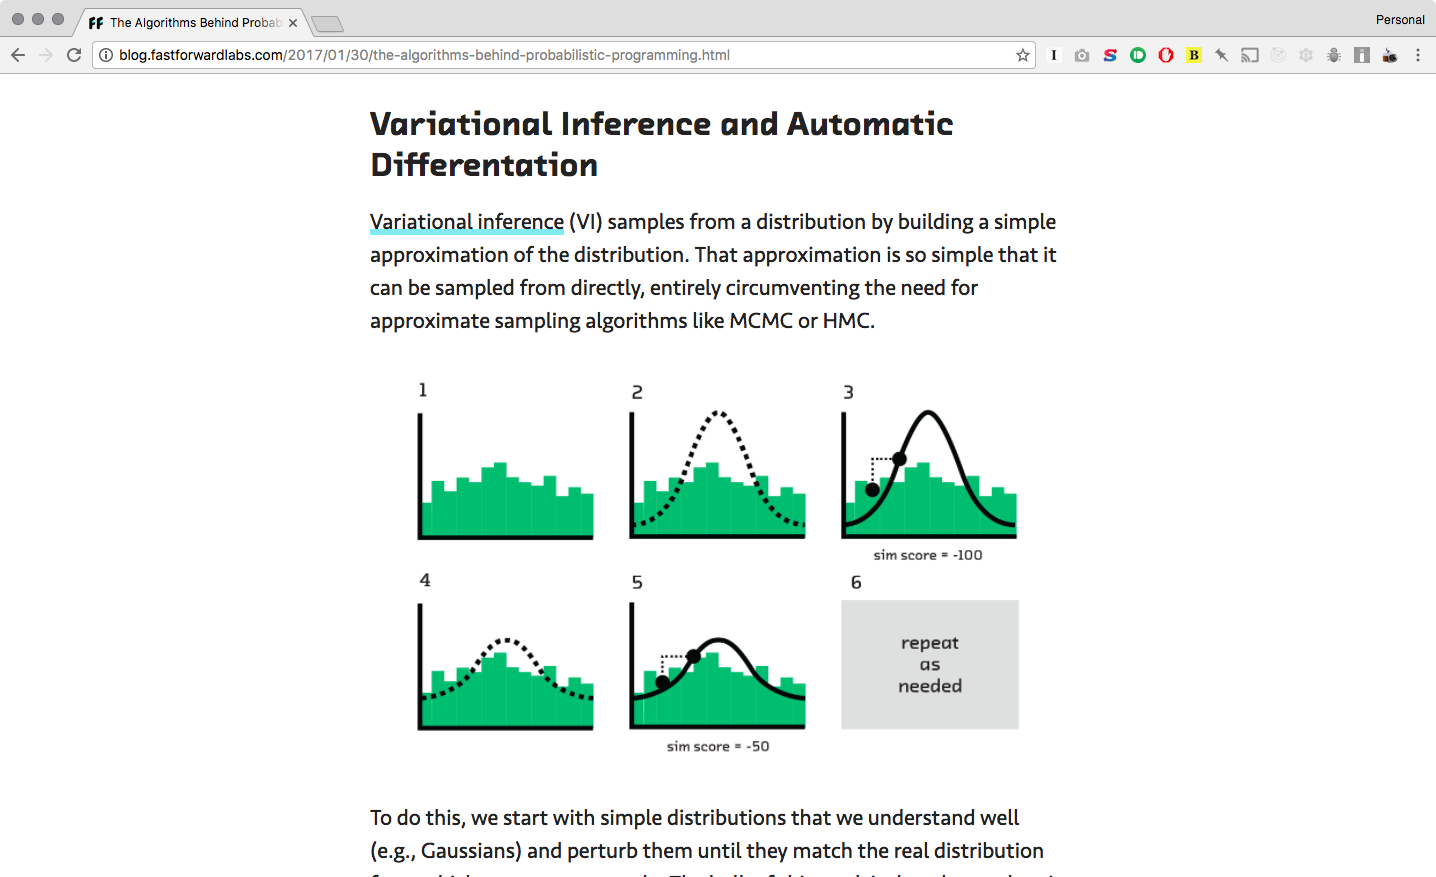 FF The Algorithms Behind Probab
Personal
blog.fastforwardlabs.com/2017/01/30/the-algorithms-behind-probabilistic-programming.html
Variational Inference and Automatic
Differentation
Variational inference (VI) samples from a distribution by building a simple
approximation of the distribution. That approximation is so simple that it
can be sampled from directly, entirely circumventing the need for
approximate sampling algorithms like MCMC or HMC.
1
2
3
sim score = -100
4
5
6
repeat
as
needed
sim score = -50
To do this, we start with simple distributions that we understand well
(e.g., Gaussians) and perturb them until they match the real distribution